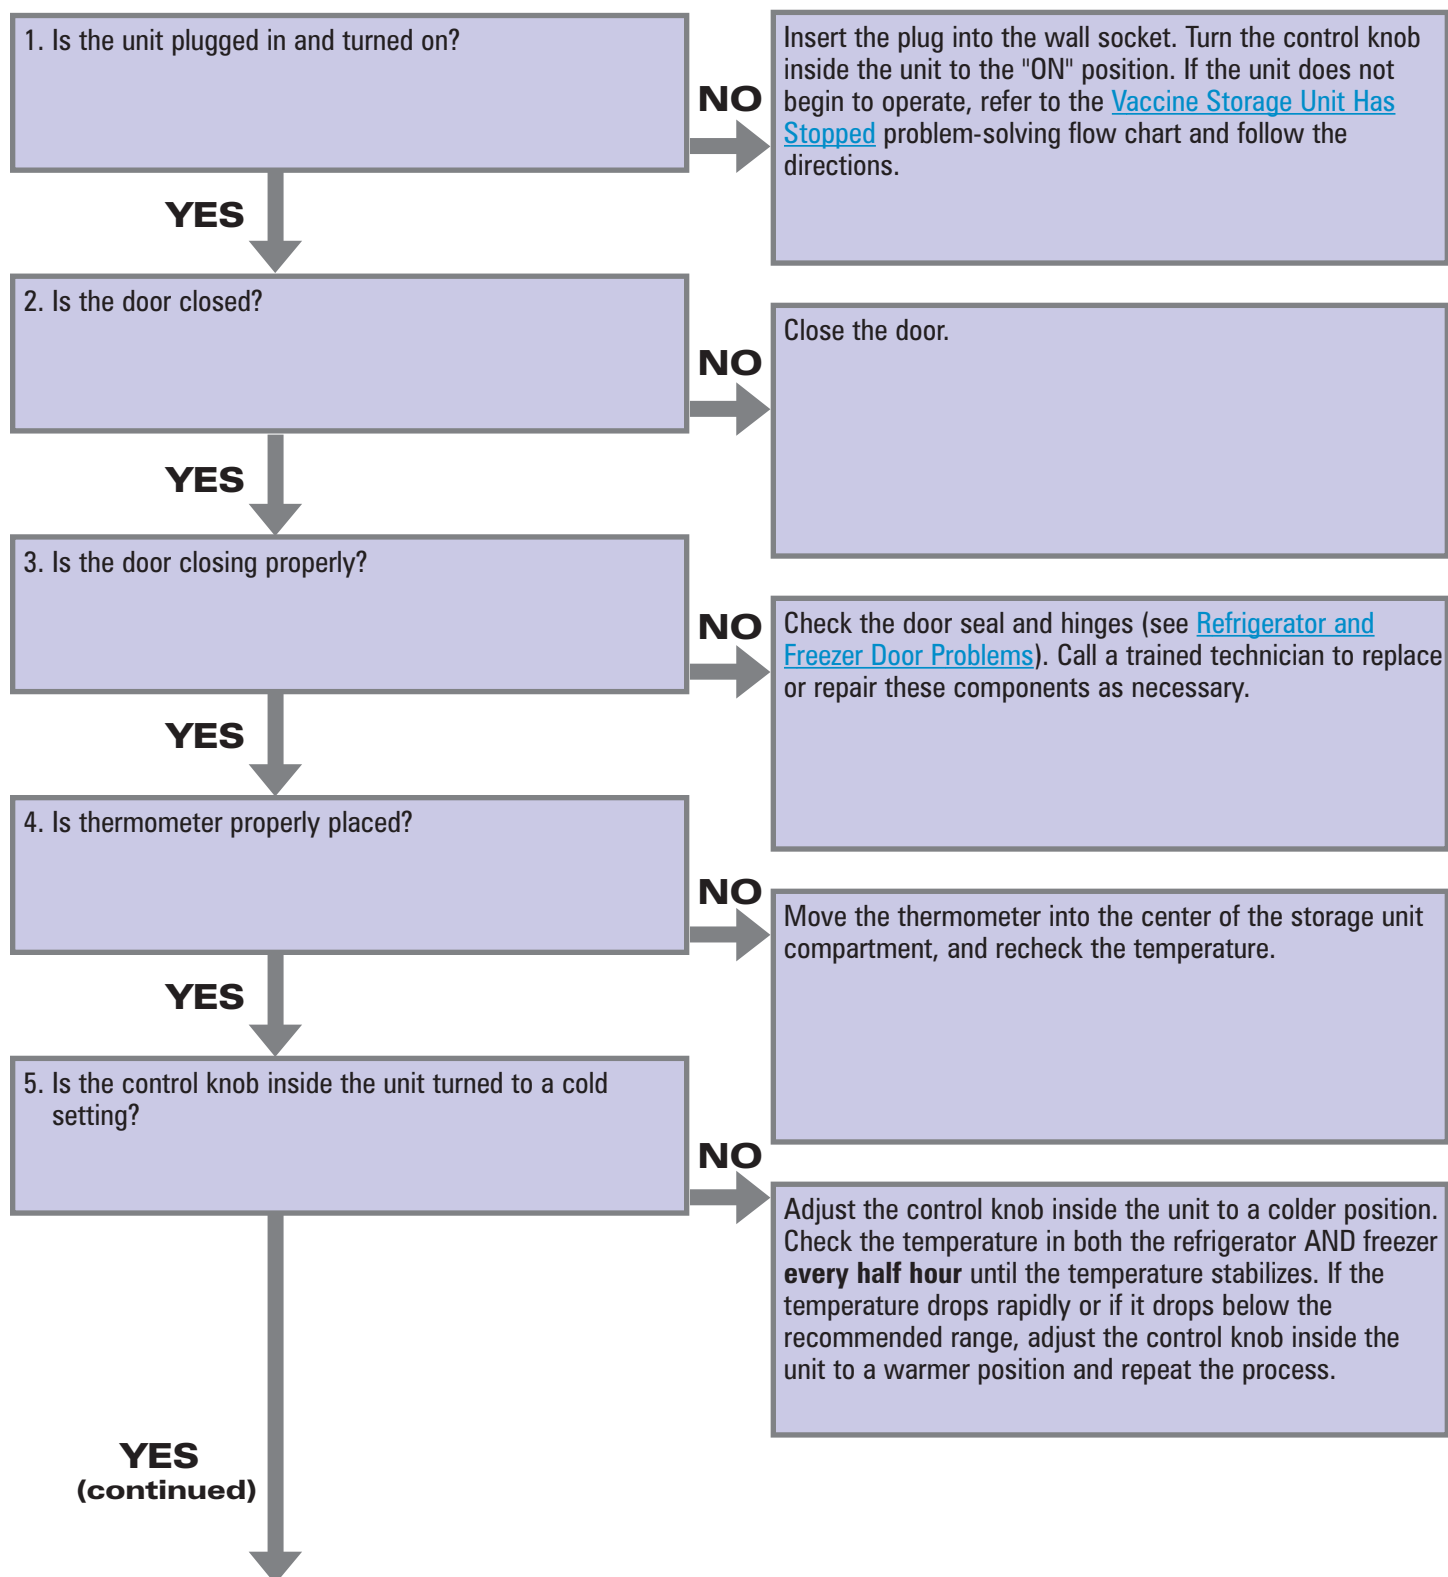 1. Is the unit plugged in and turned on?
NO
Insert the plug into the wall socket. Turn the control knob
inside the unit to the "ON" position. If the unit does not
begin to operate, refer to the Vaccine Storage Unit Has
Stopped problem-solving flow chart and follow the
directions.
YES
2. Is the door closed?
NO
Close the door.
YES
3. Is the door closing properly?
NO
Check the door seal and hinges (see Refrigerator and
Freezer Door Problems). Call a trained technician to replace
or repair these components as necessary.
YES
4. Is thermometer properly placed?
NO
Move the thermometer into the center of the storage unit
compartment, and recheck the temperature.
YES
5. Is the control knob inside the unit turned to a cold
setting?
NO
Adjust the control knob inside the unit to a colder position.
Check the temperature in both the refrigerator AND freezer
every half hour until the temperature stabilizes. If the
temperature drops rapidly or if it drops below the
recommended range, adjust the control knob inside the
unit to a warmer position and repeat the process.
YES
(continued)